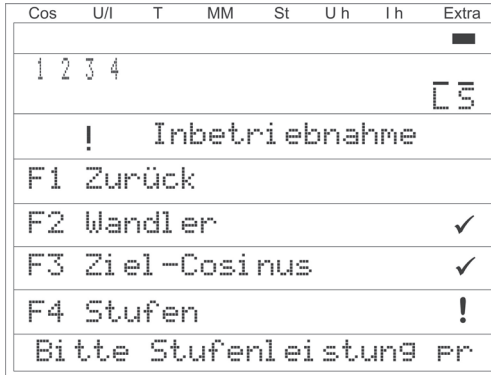 Cos U/I T MM St U h I h Extra
1 2 3 4
L S
! Inbetriebnahme
F1 Zurück
F2 Wandler ✓
F3 Ziel-Cosinus ✓
F4 Stufen !
Bitte Stufenleistung pr